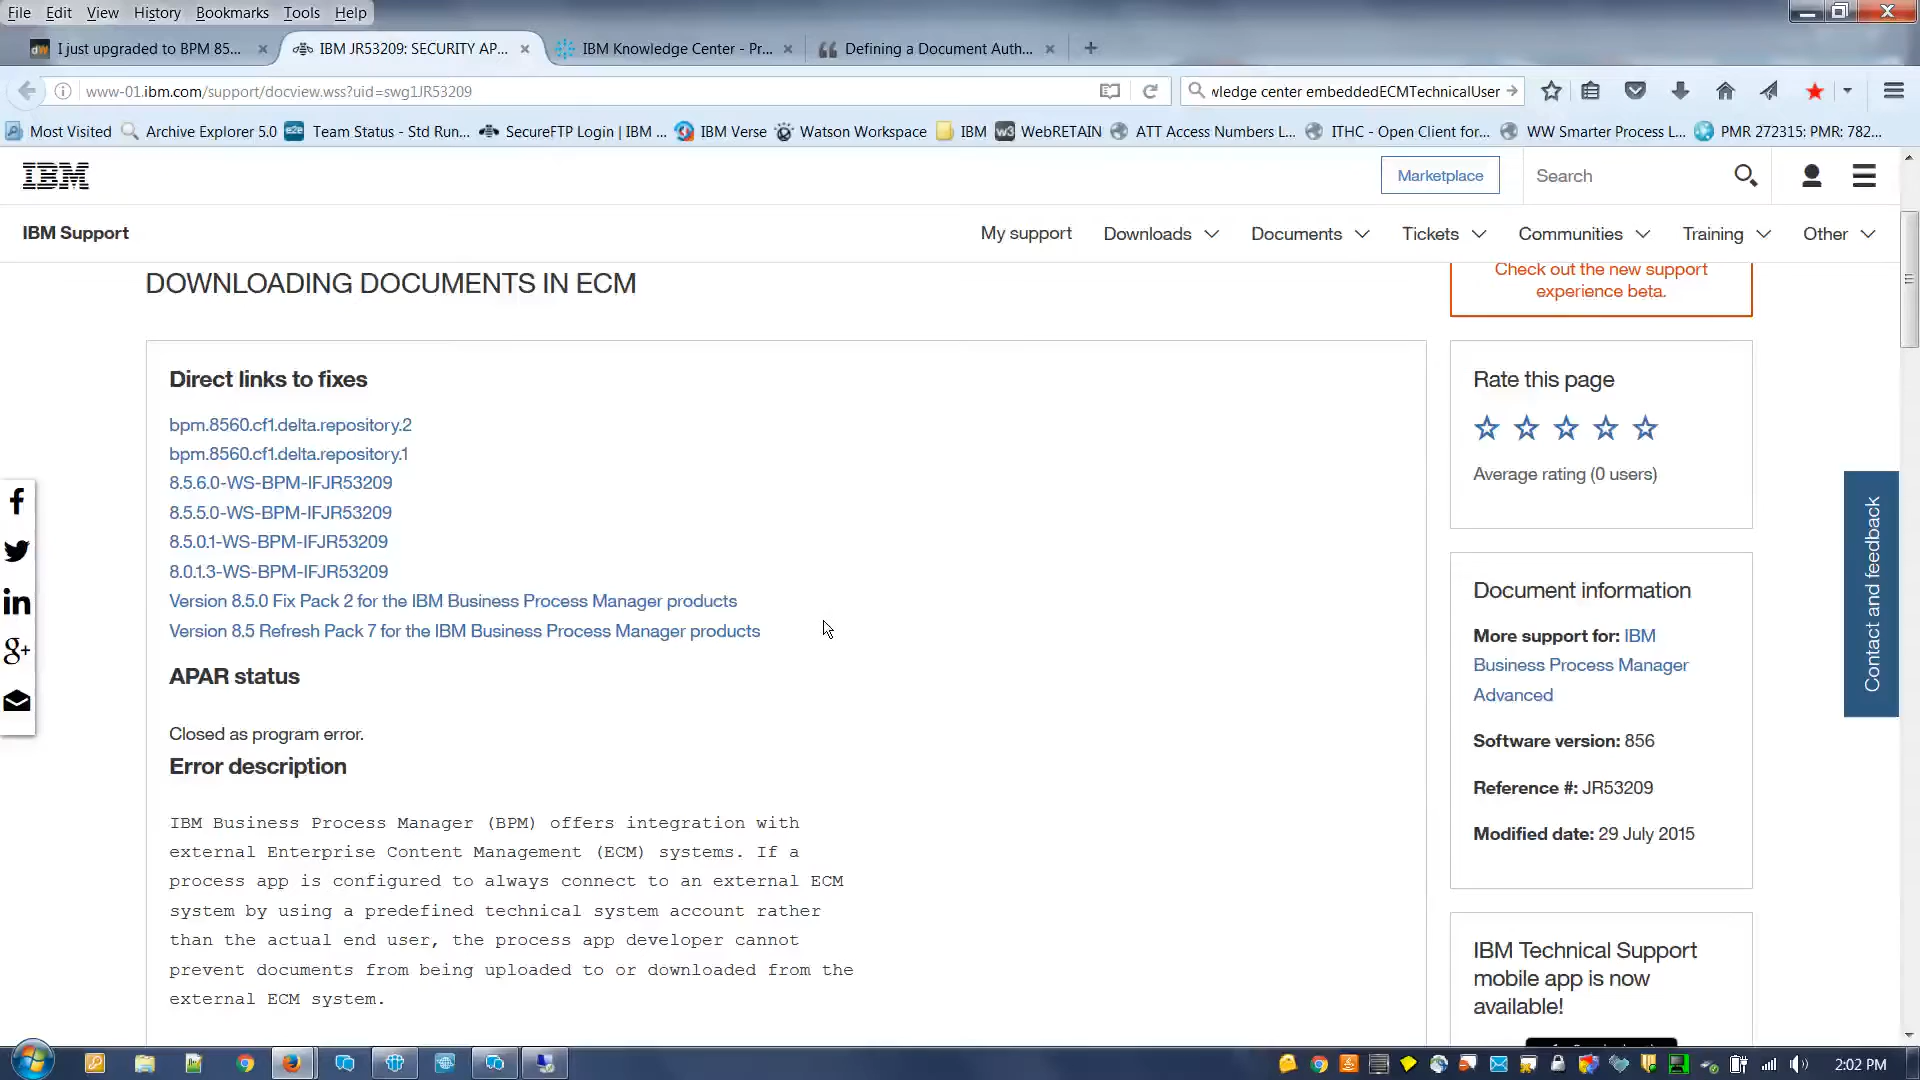 File Edit View History Bookmarks Tools Help
I just upgraded to BPM 85...
IBM JR53209: SECURITY AP...
IBM Knowledge Center - Pr...
Defining a Document Auth...
www-01.ibm.com/support/docview.wss?uid=swg1JR53209
wledge center embeddedECMTechnicalUser
Most Visited
Archive Explorer 5.0
Team Status - Std Run...
SecureFTP Login | IBM ...
IBM Verse
Watson Workspace
IBM
WebRETAIN
ATT Access Numbers L...
ITHC - Open Client for...
WW Smarter Process L...
PMR 272315: PMR: 782...
IBM
Marketplace
Search
IBM Support
My support
Downloads
Documents
Tickets
Communities
Training
Other
DOWNLOADING DOCUMENTS IN ECM
Check out the new support
experience beta.
Direct links to fixes
bpm.8560.cf1.delta.repository.2
bpm.8560.cf1.delta.repository.1
8.5.6.0-WS-BPM-IFJR53209
8.5.5.0-WS-BPM-IFJR53209
8.5.0.1-WS-BPM-IFJR53209
8.0.1.3-WS-BPM-IFJR53209
Version 8.5.0 Fix Pack 2 for the IBM Business Process Manager products
Version 8.5 Refresh Pack 7 for the IBM Business Process Manager products
APAR status
Closed as program error.
Error description
IBM Business Process Manager (BPM) offers integration with
external Enterprise Content Management (ECM) systems. If a
process app is configured to always connect to an external ECM
system by using a predefined technical system account rather
than the actual end user, the process app developer cannot
prevent documents from being uploaded to or downloaded from the
external ECM system.
Rate this page
Average rating (0 users)
Document information
More support for: IBM
Business Process Manager
Advanced
Software version: 856
Reference #: JR53209
Modified date: 29 July 2015
IBM Technical Support
mobile app is now
available!
Contact and feedback
2:02 PM